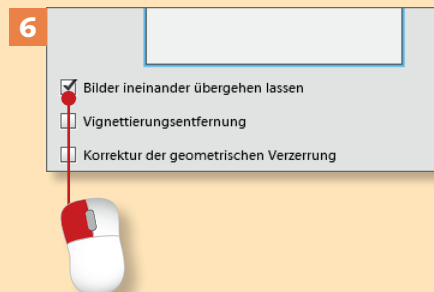 6
Bilder ineinander übergehen lassen
Vignettierungsentfernung
Korrektur der geometrischen Verzerrung